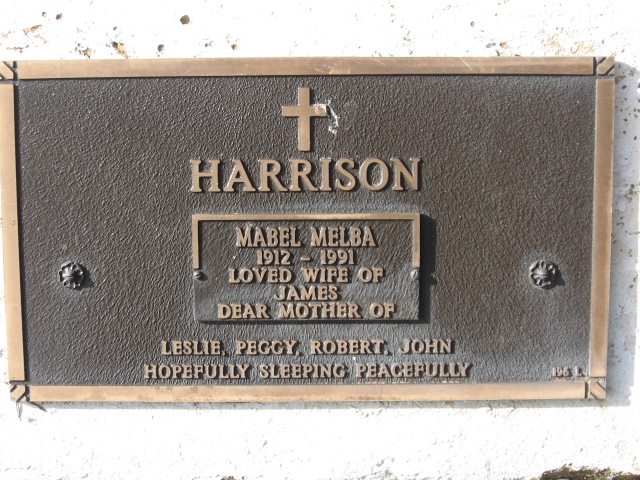 HARRISON
MABEL MELBA
1912 - 1991
LOVED WIFE OF
JAMES
DEAR MOTHER OF
LESLIE, PEGGY, ROBERT, JOHN
HOPEFULLY SLEEPING PEACEFULLY
196 L